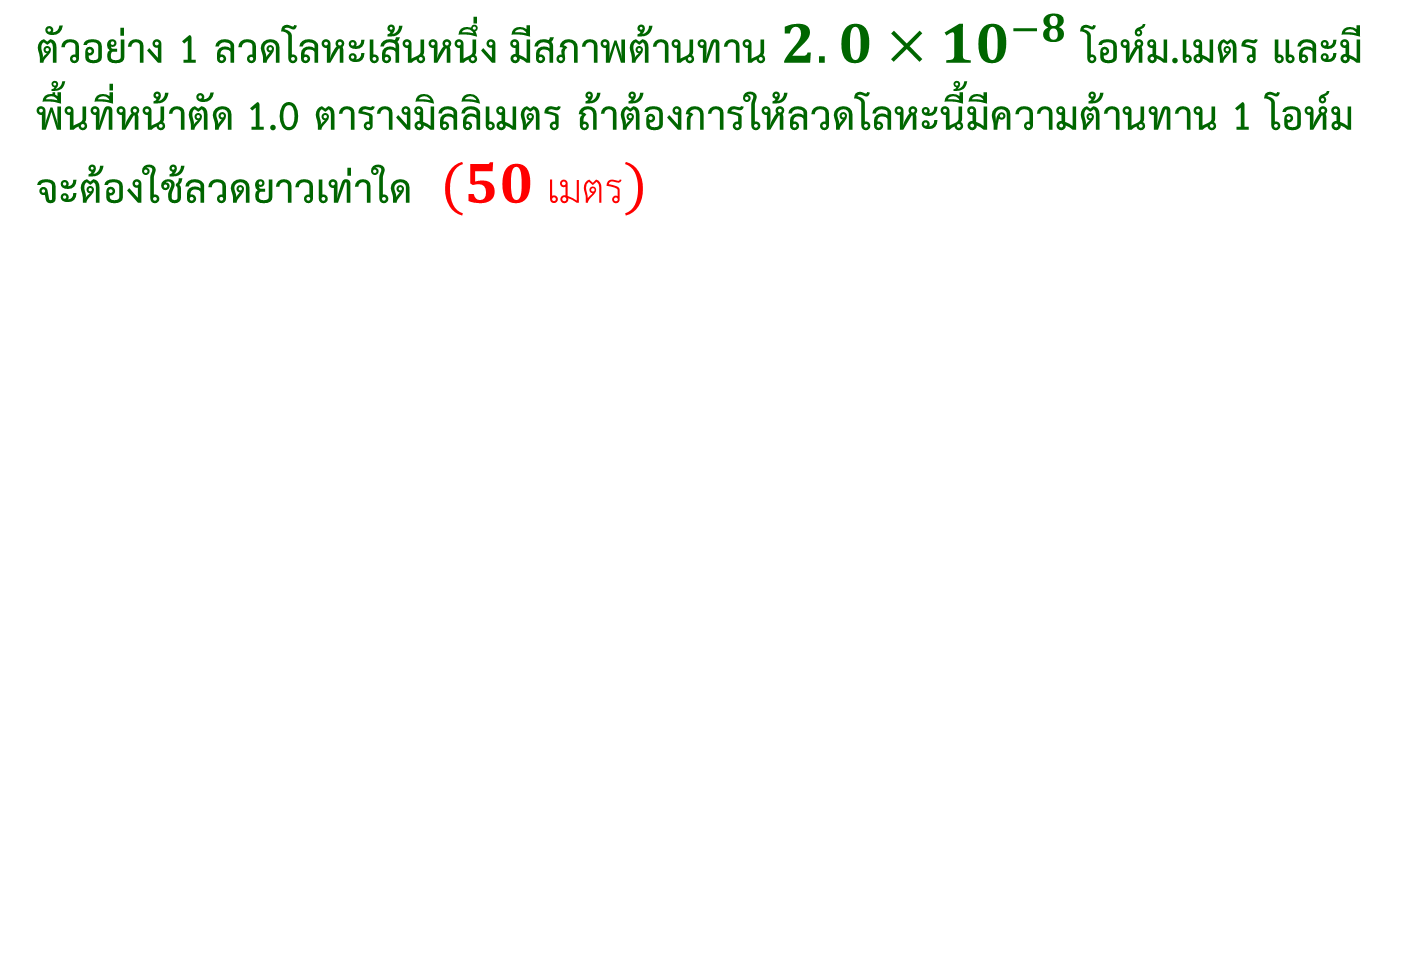 ตัวอย่าง 1 ลวดโลหะเส้นหนึ่ง มีสภาพต้านทาน 2.0 × 10⁻⁸ โอห์ม.เมตร และมี
พื้นที่หน้าตัด 1.0 ตารางมิลลิเมตร ถ้าต้องการให้ลวดโลหะนี้มีความต้านทาน 1 โอห์ม
จะต้องใช้ลวดยาวเท่าใด (50 เมตร)